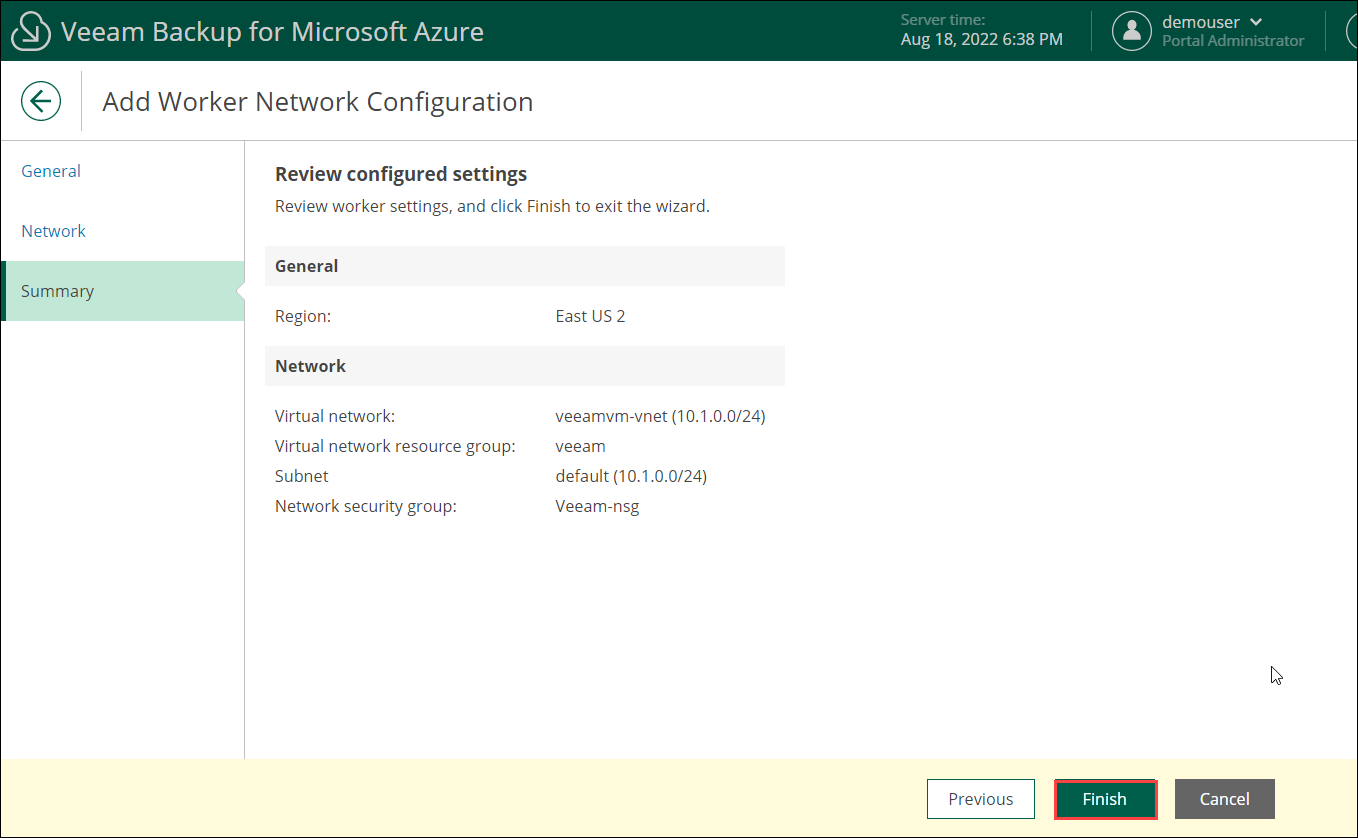 Veeam Backup for Microsoft Azure
Server time:
Aug 18, 2022 6:38 PM
demouser
Portal Administrator
Add Worker Network Configuration
General
Network
Summary
Review configured settings
Review worker settings, and click Finish to exit the wizard.
General
Region: East US 2
Network
Virtual network: veeamvm-vnet (10.1.0.0/24)
Virtual network resource group: veeam
Subnet default (10.1.0.0/24)
Network security group: Veeam-nsg
Previous Finish Cancel